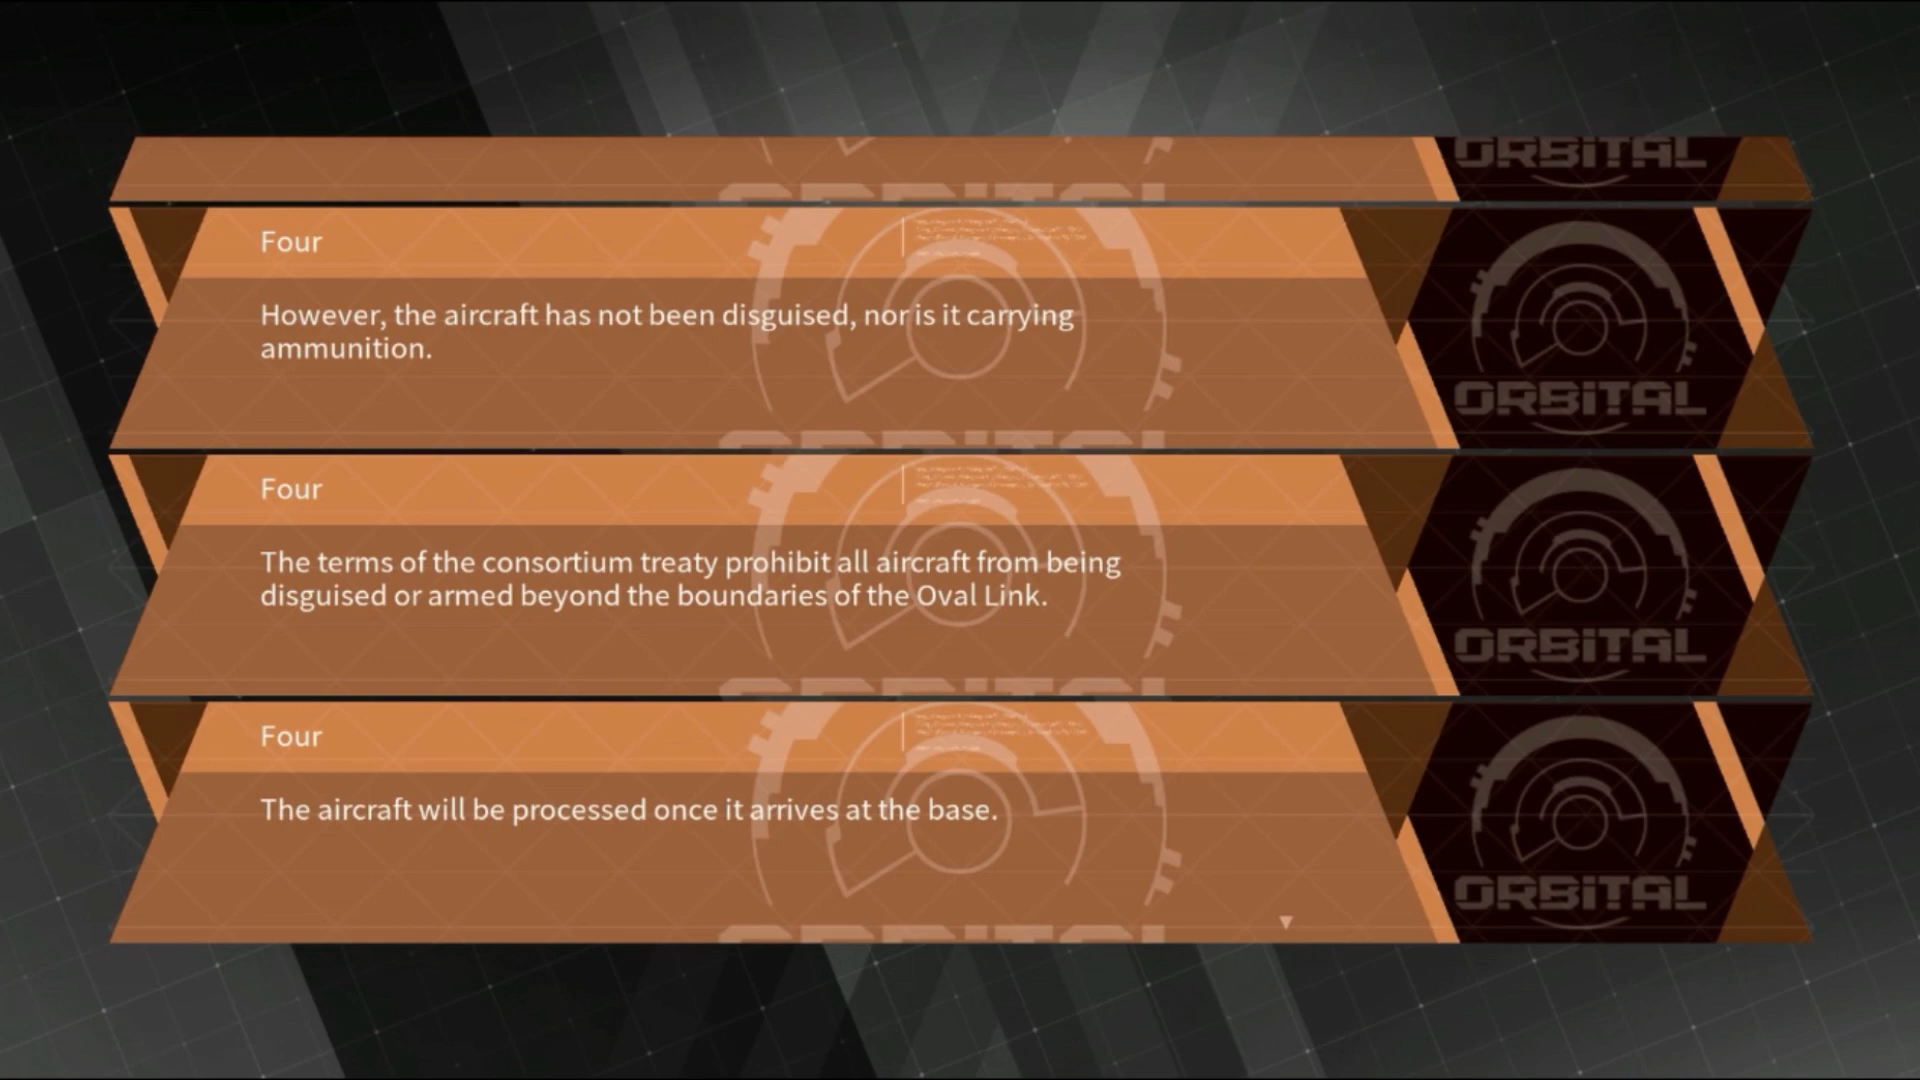 ORBITAL
Four
However, the aircraft has not been disguised, nor is it carrying
ammunition.
ORBITAL
Four
The terms of the consortium treaty prohibit all aircraft from being
disguised or armed beyond the boundaries of the Oval Link.
ORBITAL
Four
The aircraft will be processed once it arrives at the base.
ORBITAL